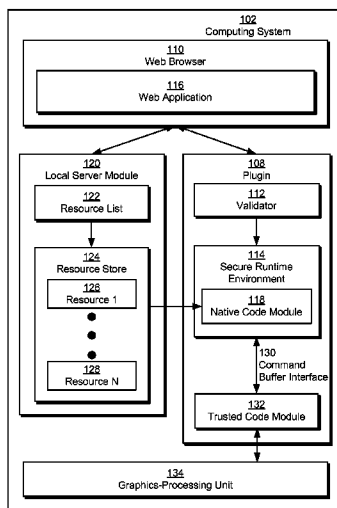 102
Computing System
110
Web Browser
116
Web Application
120
Local Server Module
122
Resource List
124
Resource Store
126
Resource 1
128
Resource N
108
Plugin
112
Validator
114
Secure Runtime
Environment
118
Native Code Module
130
Command
Buffer Interface
132
Trusted Code Module
134
Graphics-Processing Unit